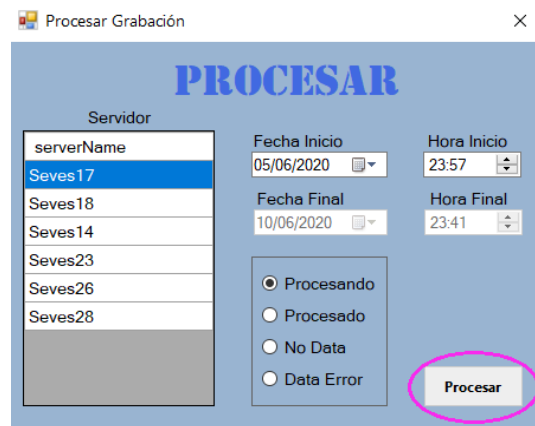 Procesar Grabación
PROCESAR
Servidor
serverName
Seves17
Seves18
Seves14
Seves23
Seves26
Seves28
Fecha Inicio
05/06/2020
Hora Inicio
23:57
Fecha Final
10/06/2020
Hora Final
23:41
Procesando
Procesado
No Data
Data Error
Procesar